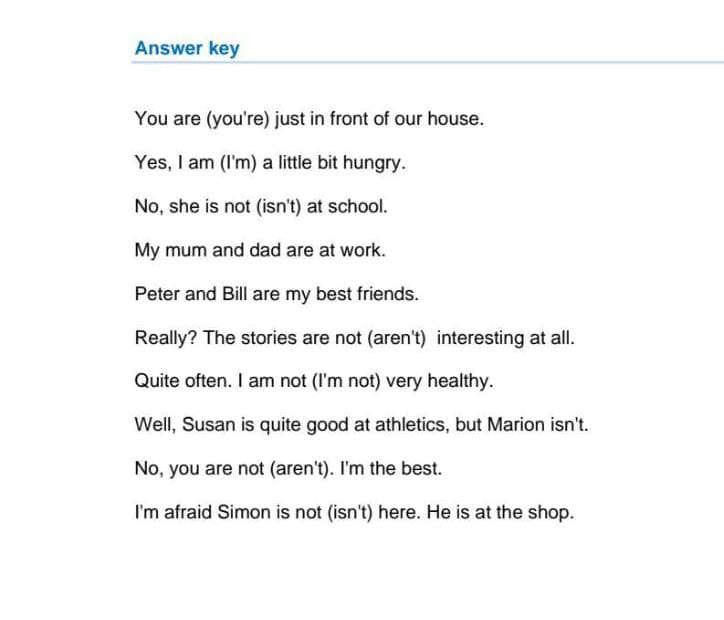 Answer key
You are (you're) just in front of our house.
Yes, I am (I'm) a little bit hungry.
No, she is not (isn't) at school.
My mum and dad are at work.
Peter and Bill are my best friends.
Really? The stories are not (aren't)  interesting at all.
Quite often. I am not (I'm not) very healthy.
Well, Susan is quite good at athletics, but Marion isn't.
No, you are not (aren't). I'm the best.
I'm afraid Simon is not (isn't) here. He is at the shop.